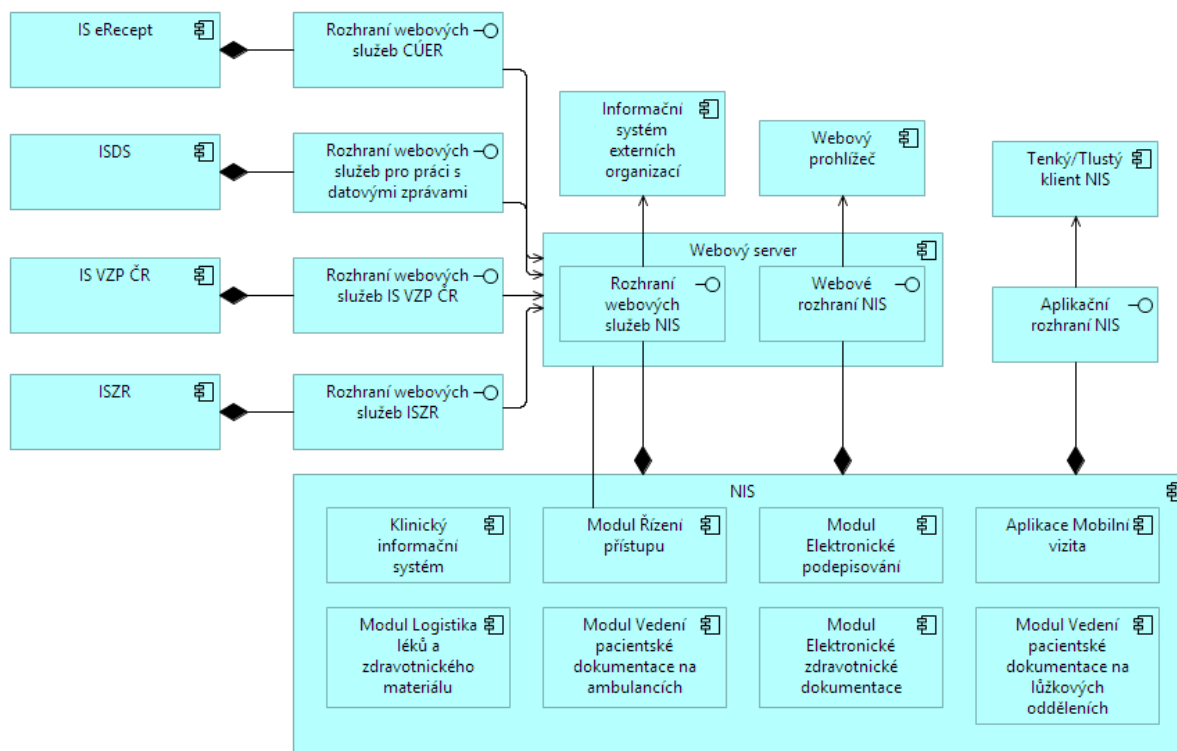 IS eRecept
Rozhraní webových
služeb CÚER
ISDS
Rozhraní webových
služeb pro práci s
datovými zprávami
IS VZP ČR
Rozhraní webových
služeb IS VZP ČR
ISZR
Rozhraní webových
služeb ISZR
Informační
systém
externích
organizací
Webový
prohlížeč
Tenký/Tlustý
klient NIS
Webový server
Rozhraní
webových
služeb NIS
Webové
rozhraní NIS
Aplikační
rozhraní NIS
NIS
Klinický
informační
systém
Modul Řízení
přístupu
Modul
Elektronické
podepisování
Aplikace Mobilní
vizita
Modul Logistika
léků a
zdravotnického
materiálu
Modul Vedení
pacientské
dokumentace na
ambulancích
Modul
Elektronické
zdravotnické
dokumentace
Modul Vedení
pacientské
dokumentace na
lůžkových
odděleních